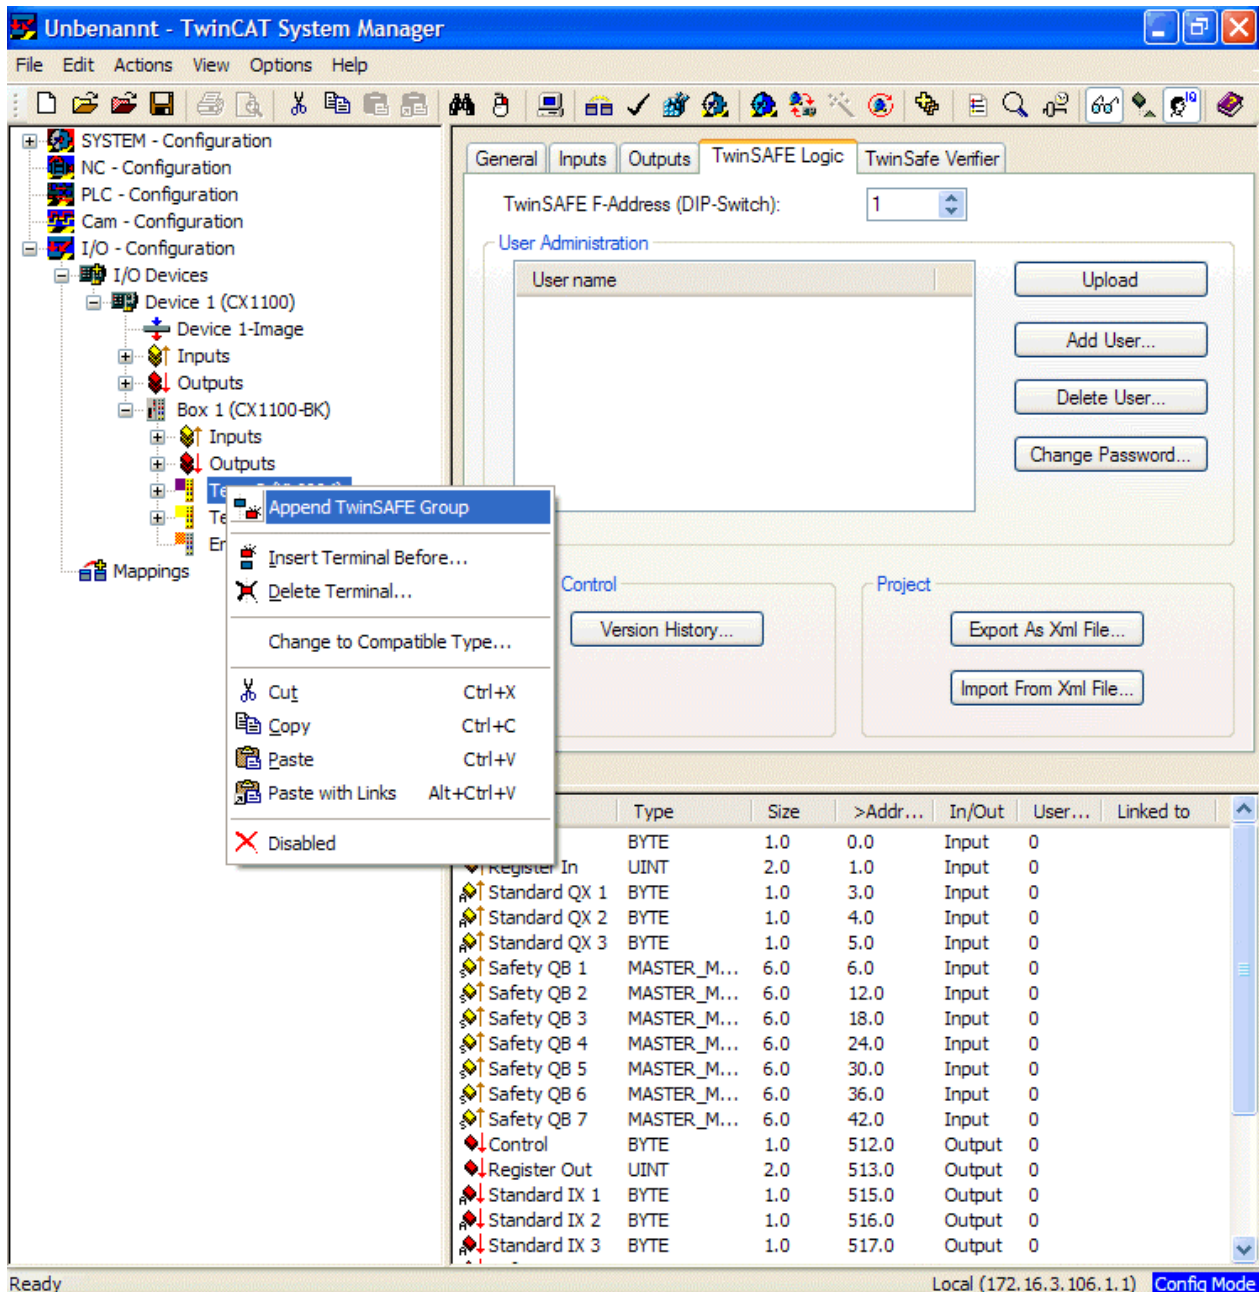 Unbenannt - TwinCAT System Manager
File Edit Actions View Options Help
SYSTEM - Configuration
NC - Configuration
PLC - Configuration
Cam - Configuration
I/O - Configuration
I/O Devices
Device 1 (CX1100)
Device 1-Image
Inputs
Outputs
Box 1 (CX1100-BK)
Inputs
Outputs
Mappings
Append TwinSAFE Group
Insert Terminal Before...
Delete Terminal...
Change to Compatible Type...
Cut Ctrl+X
Copy Ctrl+C
Paste Ctrl+V
Paste with Links Alt+Ctrl+V
Disabled
General Inputs Outputs TwinSAFE Logic TwinSafe Verifier
TwinSAFE F-Address (DIP-Switch): 1
User Administration
User name
Upload
Add User...
Delete User...
Change Password...
Control
Version History...
Project
Export As Xml File...
Import From Xml File...
Type Size >Addr... In/Out User... Linked to
BYTE 1.0 0.0 Input 0
Register In UINT 2.0 1.0 Input 0
Standard QX 1 BYTE 1.0 3.0 Input 0
Standard QX 2 BYTE 1.0 4.0 Input 0
Standard QX 3 BYTE 1.0 5.0 Input 0
Safety QB 1 MASTER_M... 6.0 6.0 Input 0
Safety QB 2 MASTER_M... 6.0 12.0 Input 0
Safety QB 3 MASTER_M... 6.0 18.0 Input 0
Safety QB 4 MASTER_M... 6.0 24.0 Input 0
Safety QB 5 MASTER_M... 6.0 30.0 Input 0
Safety QB 6 MASTER_M... 6.0 36.0 Input 0
Safety QB 7 MASTER_M... 6.0 42.0 Input 0
Control BYTE 1.0 512.0 Output 0
Register Out UINT 2.0 513.0 Output 0
Standard IX 1 BYTE 1.0 515.0 Output 0
Standard IX 2 BYTE 1.0 516.0 Output 0
Standard IX 3 BYTE 1.0 517.0 Output 0
Ready
Local (172.16.3.106.1.1) Config Mode